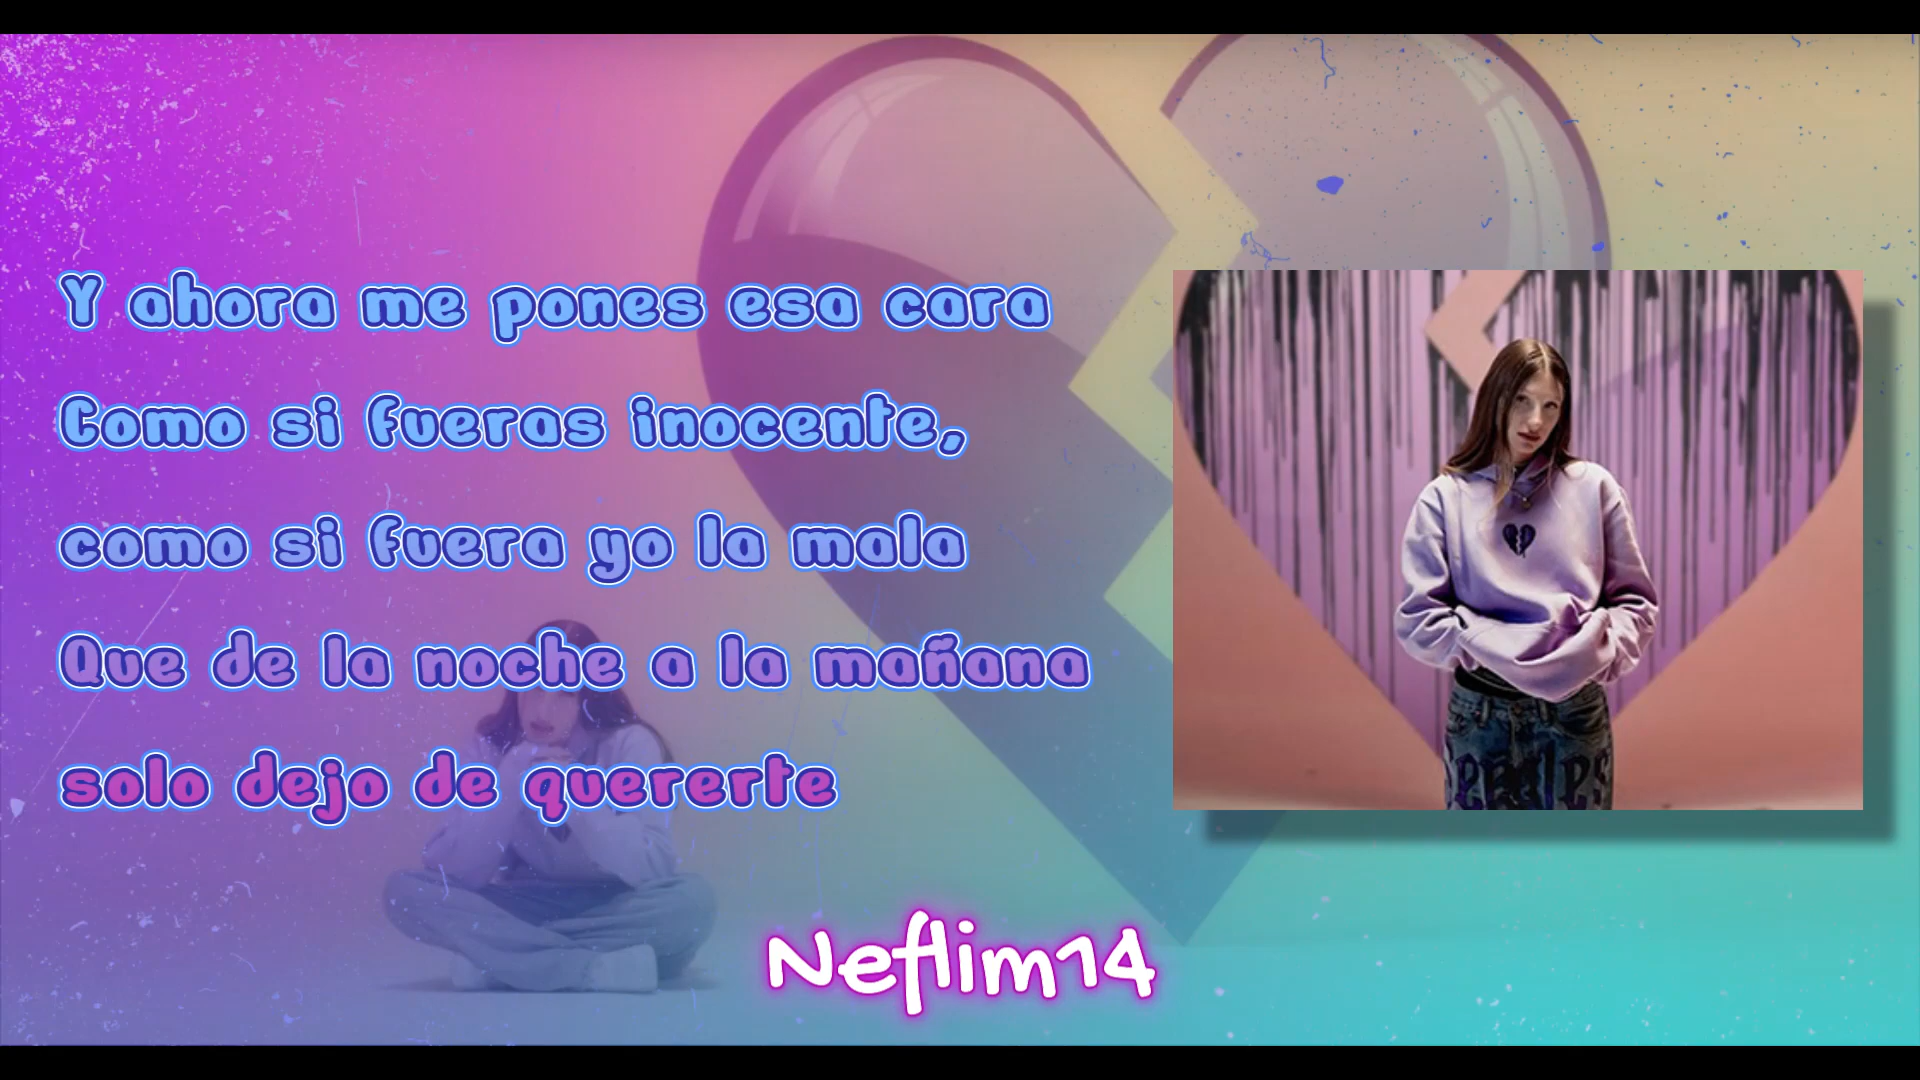 Y ahora me pones esa cara
Como si fueras inocente,
como si fuera yo la mala
Que de la noche a la mañana
solo dejo de quererte
Neflim14